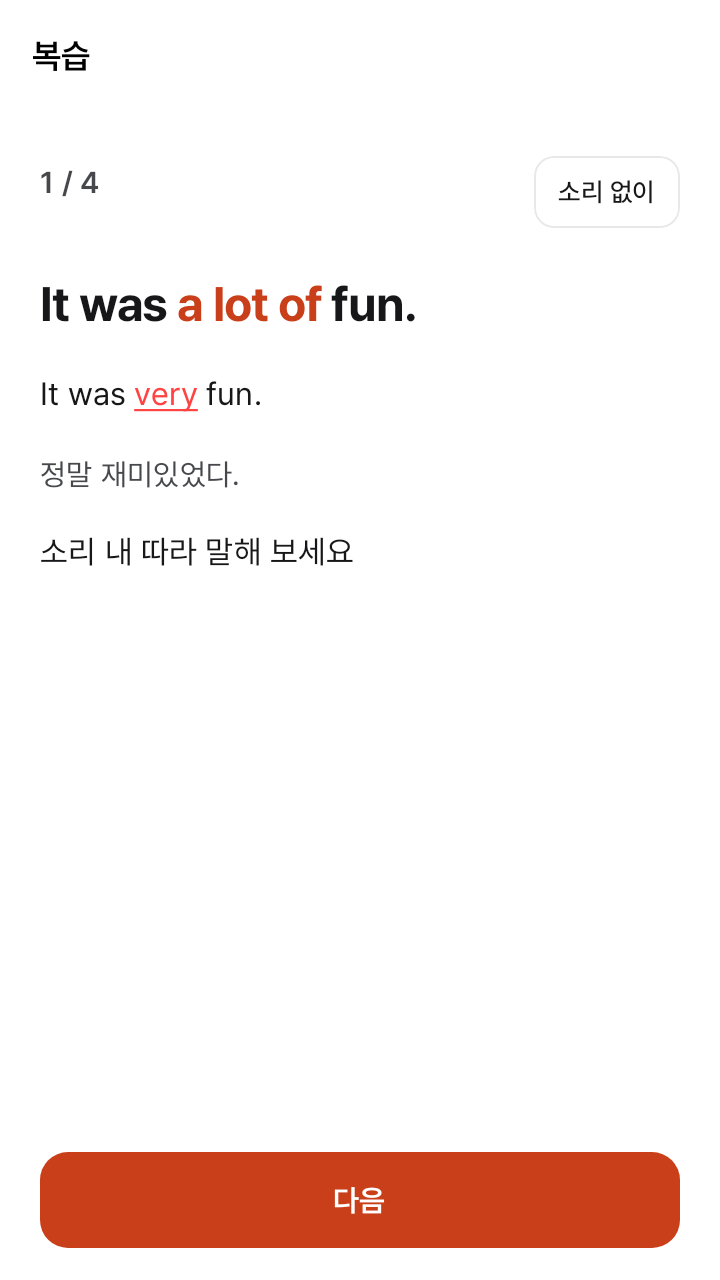 복습
1 / 4
소리 없이
It was a lot of fun.
It was very fun.
정말 재미있었다.
소리 내 따라 말해 보세요
다음